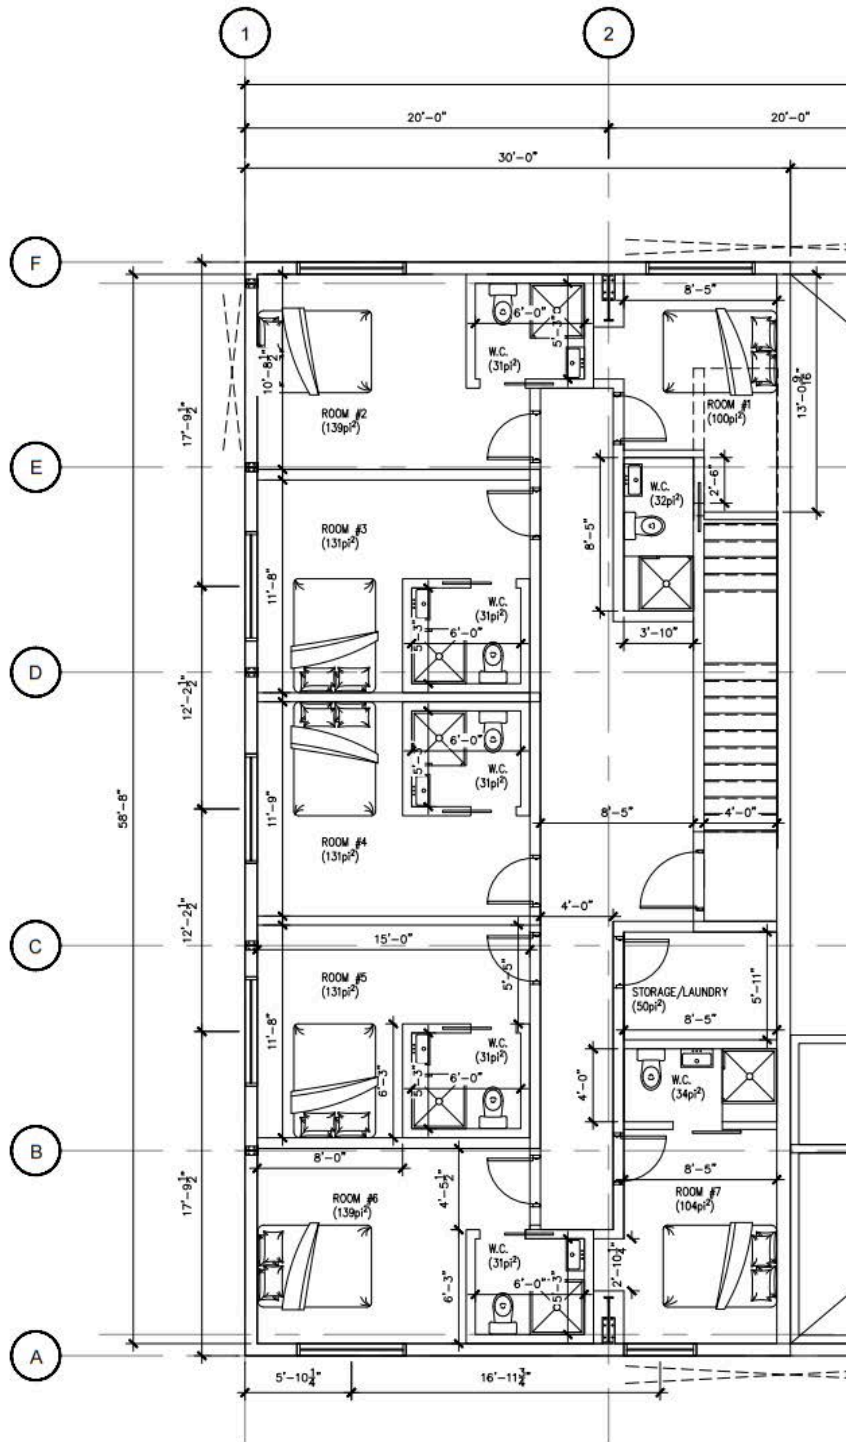 1
2
20'-0"
20'-0"
30'-0"
F
8'-5"
6'-0"
5'-3"
W.C.
(31pi²)
10'-8½"
ROOM #2
(139pi²)
ROOM #1
(100pi²)
13'-0 9/16"
17'-9½"
E
W.C.
(32pi²)
2'-6"
8'-5"
ROOM #3
(131pi²)
11'-8"
W.C.
(31pi²)
5'-3"
6'-0"
3'-10"
D
12'-2½"
6'-0"
5'-3"
W.C.
(31pi²)
58'-8"
11'-9"
8'-5"
4'-0"
ROOM #4
(131pi²)
12'-2½"
4'-0"
C
15'-0"
5'-5"
ROOM #5
(131pi²)
STORAGE/LAUNDRY
(50pi²)
5'-11"
8'-5"
11'-8"
W.C.
(31pi²)
6'-3"
5'-3"
6'-0"
4'-0"
W.C.
(34pi²)
B
8'-0"
4'-5½"
8'-5"
17'-9½"
ROOM #6
(139pi²)
ROOM #7
(104pi²)
W.C.
(31pi²)
6'-3"
6'-0"
5'-3"
2'-10¼"
A
5'-10¼"
16'-11¾"